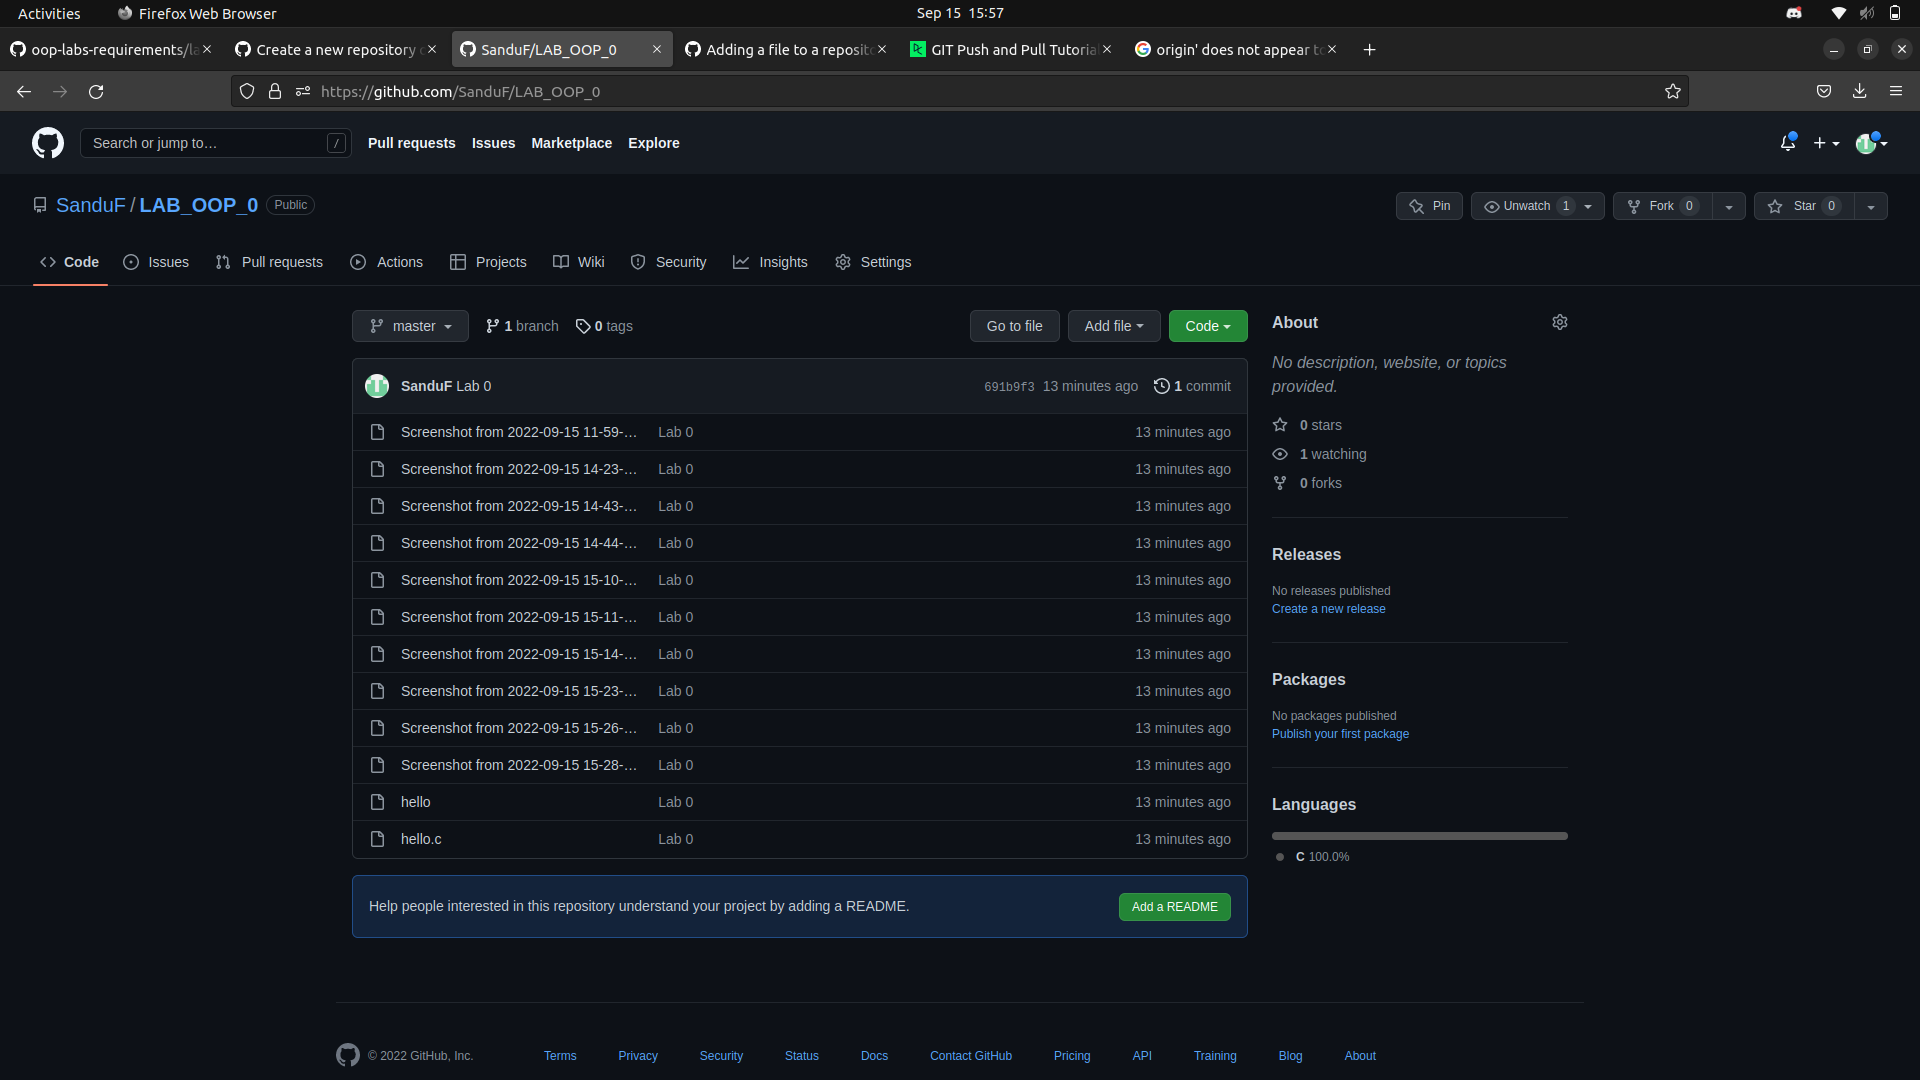 Activities Firefox Web Browser Sep 15 15:57
oop-labs-requirements/la Create a new repository SanduF/LAB_OOP_0 Adding a file to a reposito GIT Push and Pull Tutorial origin' does not appear to
https://github.com/SanduF/LAB_OOP_0
Search or jump to… / Pull requests Issues Marketplace Explore
SanduF / LAB_OOP_0 Public Pin Unwatch 1 Fork 0 Star 0
Code Issues Pull requests Actions Projects Wiki Security Insights Settings
master 1 branch 0 tags Go to file Add file Code
SanduF Lab 0 691b9f3 13 minutes ago 1 commit
Screenshot from 2022-09-15 11-59-… Lab 0 13 minutes ago
Screenshot from 2022-09-15 14-23-… Lab 0 13 minutes ago
Screenshot from 2022-09-15 14-43-… Lab 0 13 minutes ago
Screenshot from 2022-09-15 14-44-… Lab 0 13 minutes ago
Screenshot from 2022-09-15 15-10-… Lab 0 13 minutes ago
Screenshot from 2022-09-15 15-11-… Lab 0 13 minutes ago
Screenshot from 2022-09-15 15-14-… Lab 0 13 minutes ago
Screenshot from 2022-09-15 15-23-… Lab 0 13 minutes ago
Screenshot from 2022-09-15 15-26-… Lab 0 13 minutes ago
Screenshot from 2022-09-15 15-28-… Lab 0 13 minutes ago
hello Lab 0 13 minutes ago
hello.c Lab 0 13 minutes ago
Help people interested in this repository understand your project by adding a README. Add a README
About
No description, website, or topics
provided.
0 stars
1 watching
0 forks
Releases
No releases published
Create a new release
Packages
No packages published
Publish your first package
Languages
C 100.0%
© 2022 GitHub, Inc. Terms Privacy Security Status Docs Contact GitHub Pricing API Training Blog About